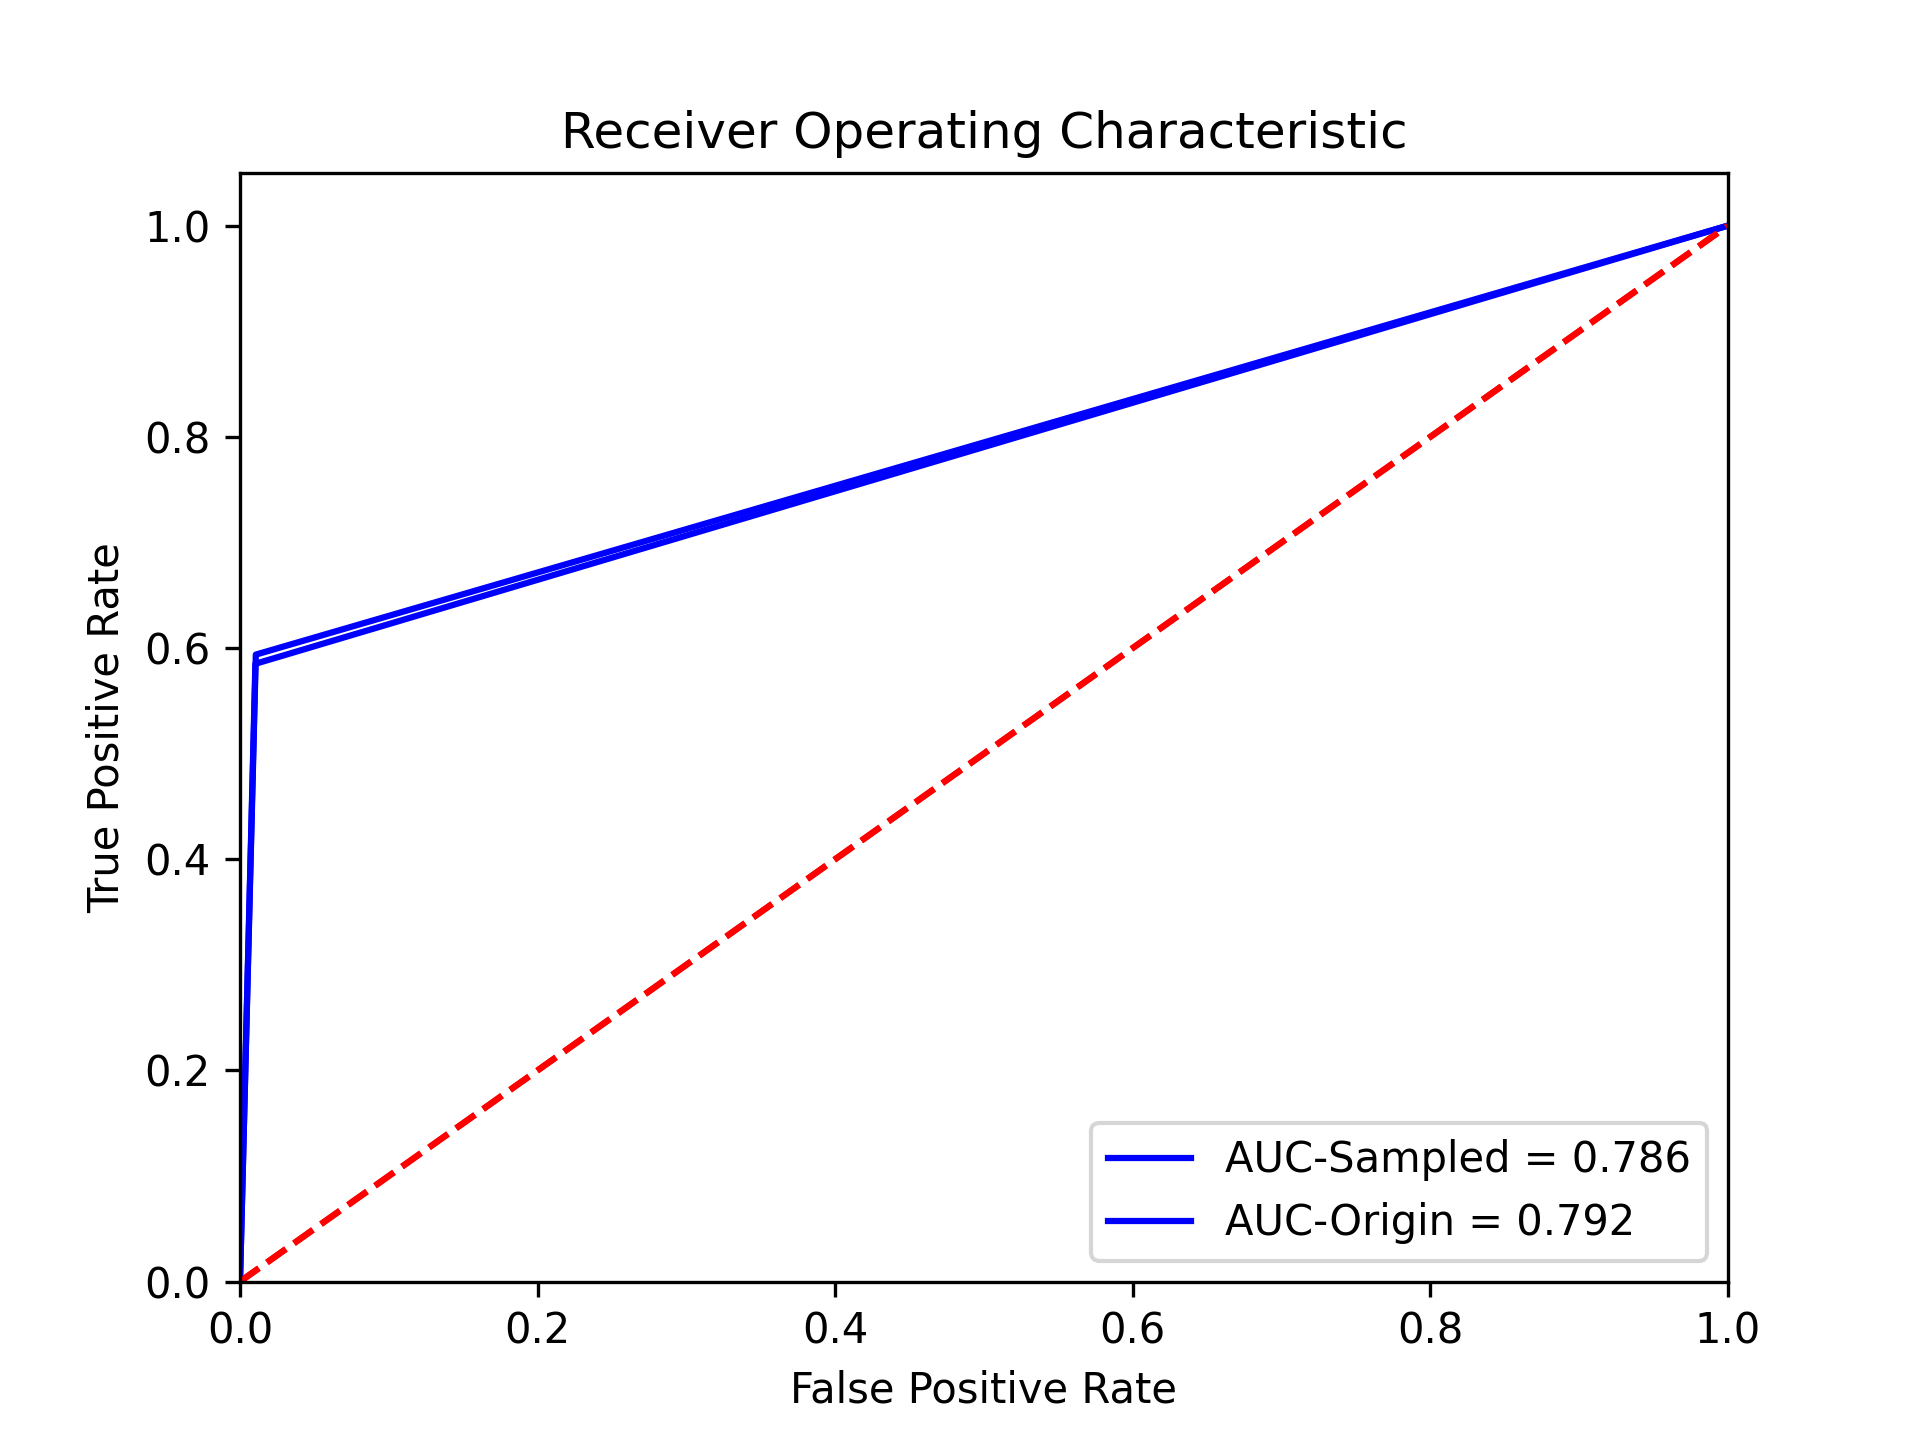 Receiver Operating Characteristic
1.0
0.8
0.6
0.4
0.2
0.0
True Positive Rate
AUC-Sampled = 0.786
AUC-Origin = 0.792
0.0 0.2 0.4 0.6 0.8 1.0
False Positive Rate